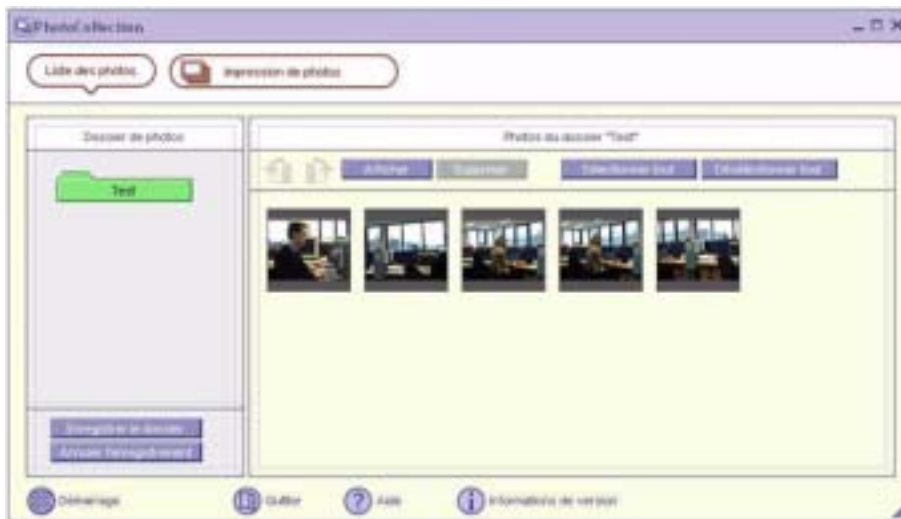 PhotoCollection
Liste des photos
Impression de photos
Dossier de photos
Photos du dossier "Test"
Afficher
Supprimer
Sélectionner tout
Désélectionner tout
Test
Enregistrer le dossier
Annuler l'enregistrement
Démarrage
Quitter
? Aide
i Informations de version